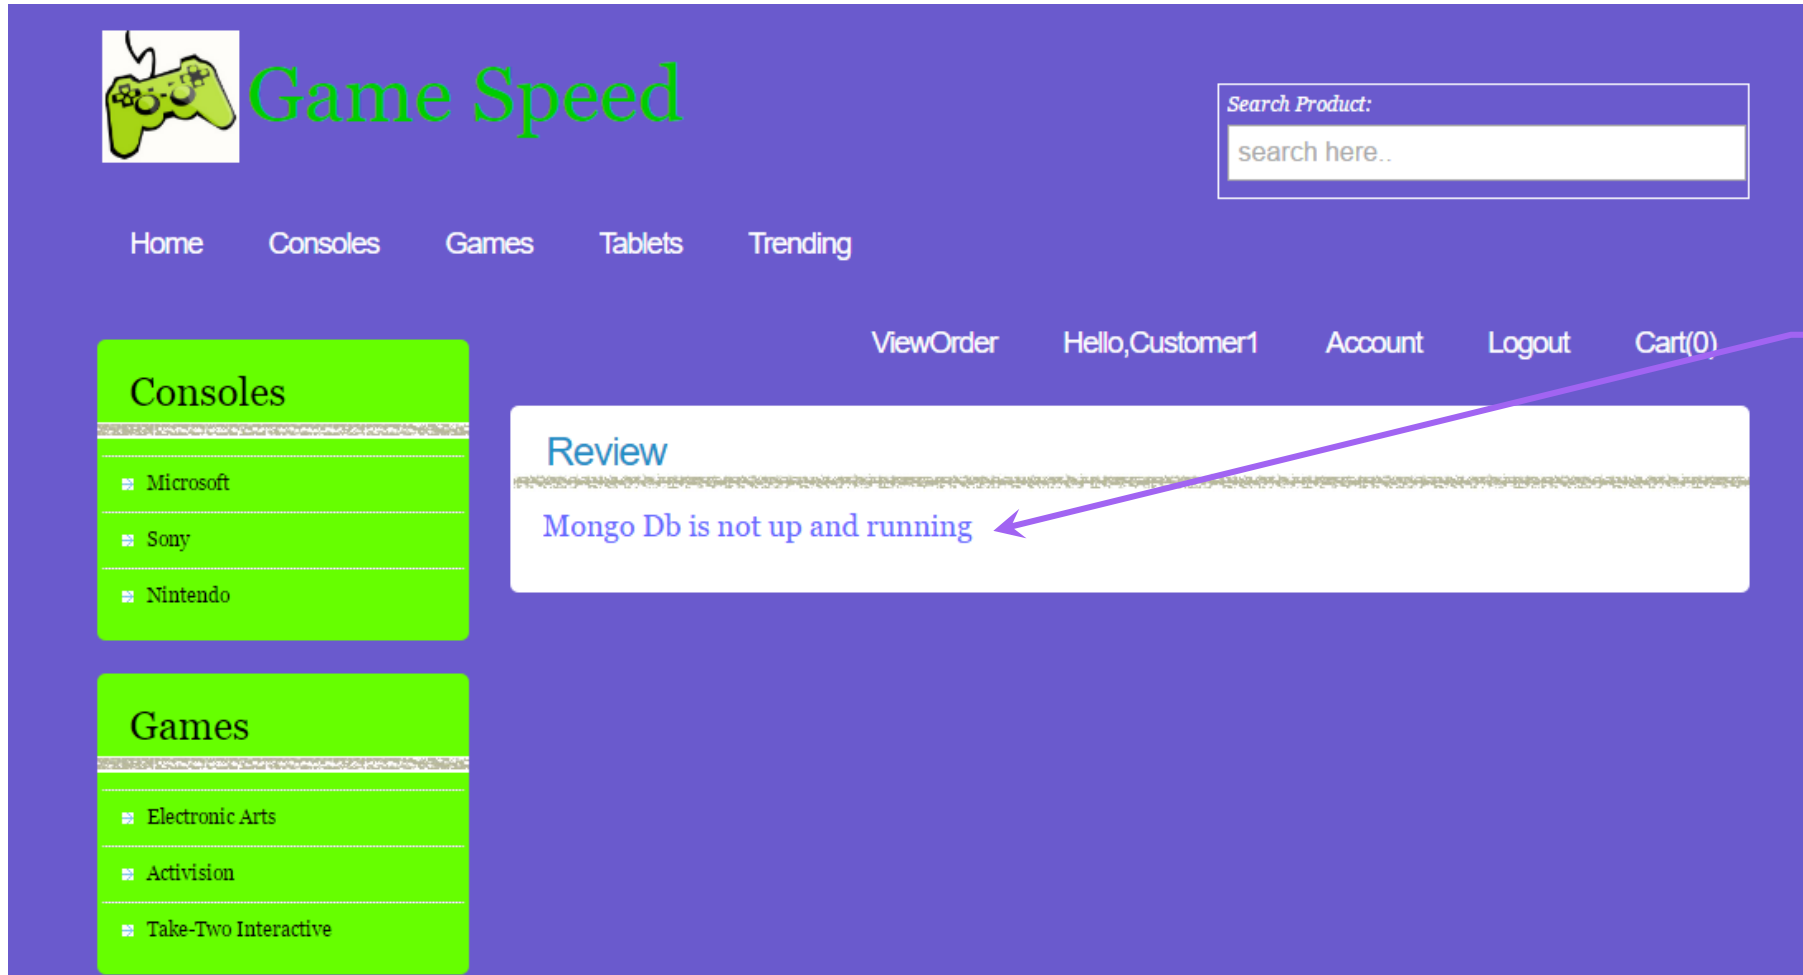 Game Speed
Search Product:
search here..
Home Consoles Games Tablets Trending
ViewOrder Hello,Customer1 Account Logout Cart(0)
Consoles
Microsoft
Sony
Nintendo
Review
Mongo Db is not up and running
Games
Electronic Arts
Activision
Take-Two Interactive